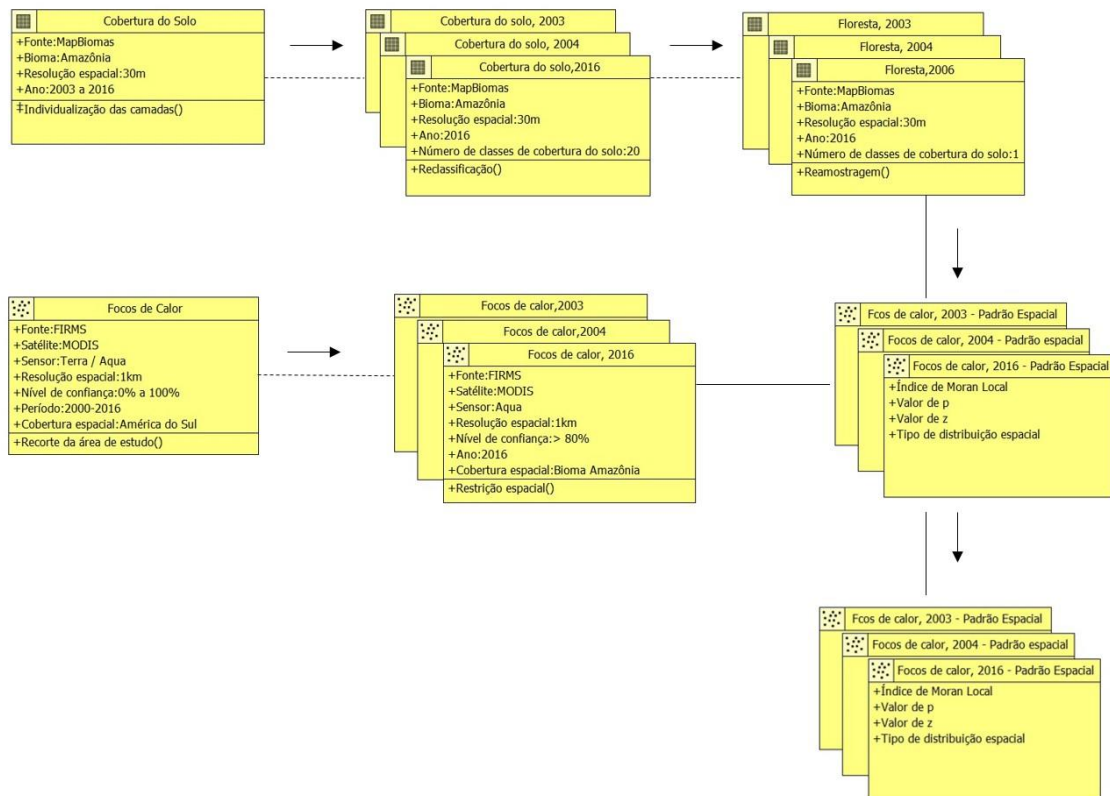 Cobertura do Solo
+Fonte:MapBiomas
+Bioma:Amazônia
+Resolução espacial:30m
+Ano:2003 a 2016
+Individualização das camadas()
Cobertura do solo, 2003
Cobertura do solo, 2004
Cobertura do solo,2016
+Fonte:MapBiomas
+Bioma:Amazônia
+Resolução espacial:30m
+Ano:2016
+Número de classes de cobertura do solo:20
+Reclassificação()
Floresta, 2003
Floresta, 2004
Floresta,2006
+Fonte:MapBiomas
+Bioma:Amazônia
+Resolução espacial:30m
+Ano:2016
+Número de classes de cobertura do solo:1
+Reamostragem()
Focos de Calor
+Fonte:FIRMS
+Satélite:MODIS
+Sensor:Terra / Aqua
+Resolução espacial:1km
+Nível de confiança:0% a 100%
+Período:2000-2016
+Cobertura espacial:América do Sul
+Recorte da área de estudo()
Focos de calor,2003
Focos de calor,2004
Focos de calor, 2016
+Fonte:FIRMS
+Satélite:MODIS
+Sensor:Aqua
+Resolução espacial:1km
+Nível de confiança:> 80%
+Ano:2016
+Cobertura espacial:Bioma Amazônia
+Restrição espacial()
Fcos de calor, 2003 - Padrão Espacial
Focos de calor, 2004 - Padrão espacial
Focos de calor, 2016 - Padrão Espacial
+Índice de Moran Local
+Valor de p
+Valor de z
+Tipo de distribuição espacial
Fcos de calor, 2003 - Padrão Espacial
Focos de calor, 2004 - Padrão espacial
Focos de calor, 2016 - Padrão Espacial
+Índice de Moran Local
+Valor de p
+Valor de z
+Tipo de distribuição espacial